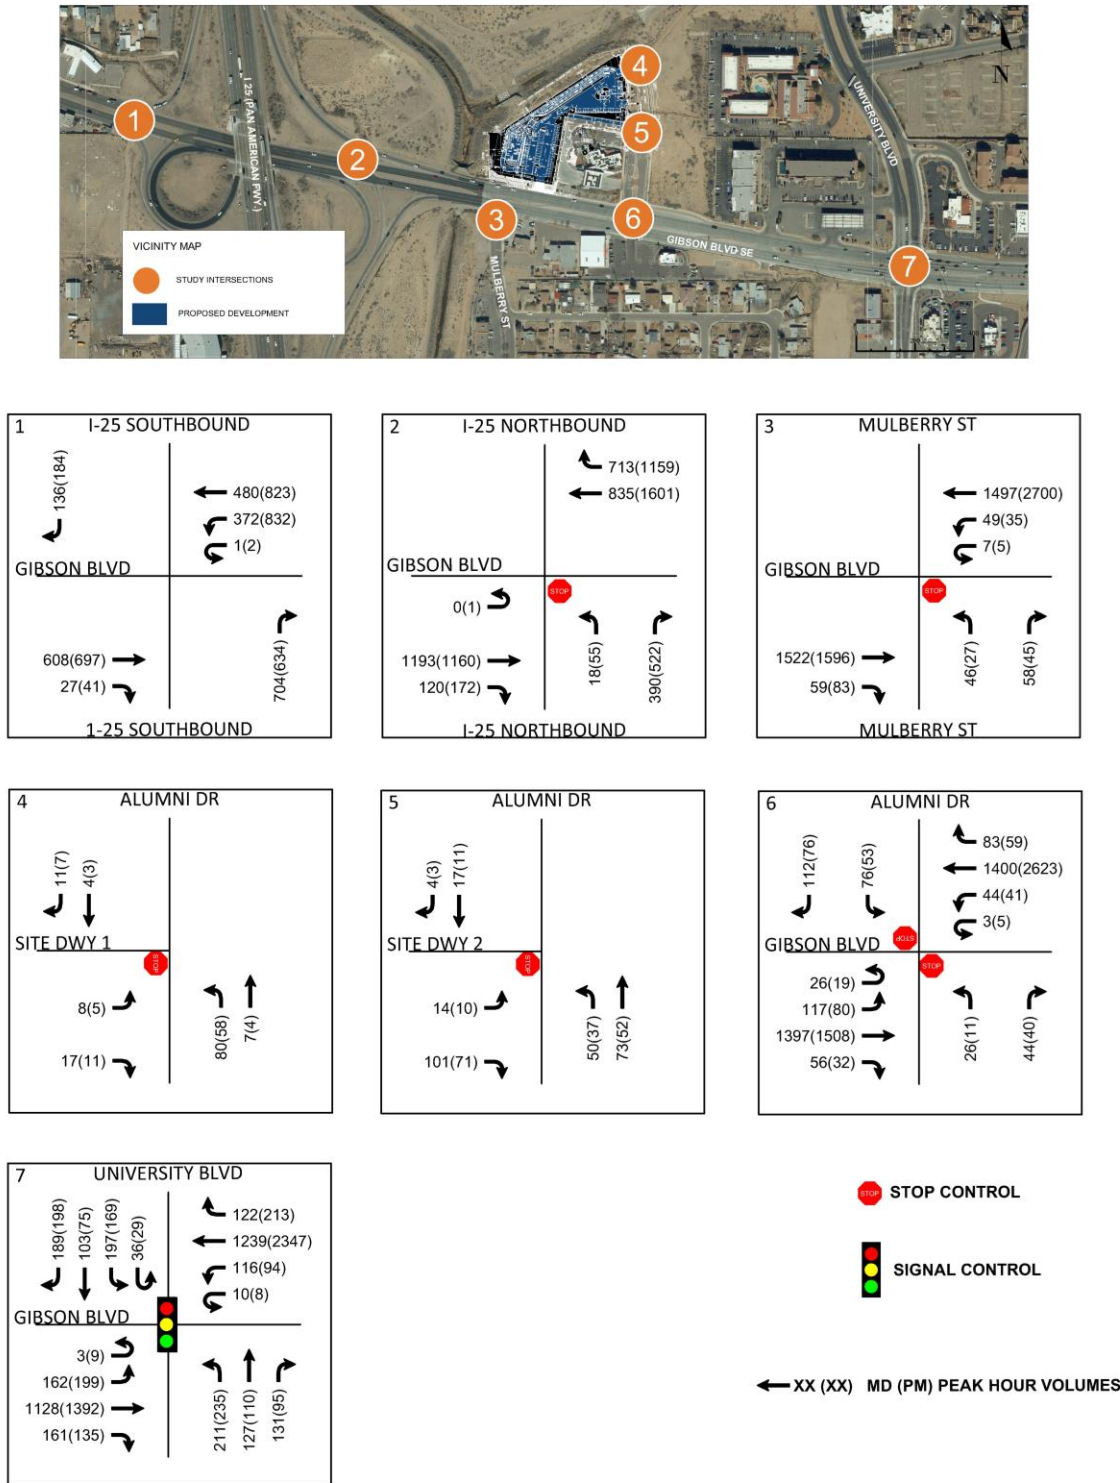 4
1
5
2
3
6
7
I 25 (PAN AMERICAN FWY.)
UNIVERSITY BLVD
N
GIBSON BLVD SE
MULBERRY ST
VICINITY MAP
STUDY INTERSECTIONS
PROPOSED DEVELOPMENT
400
1
I-25 SOUTHBOUND
136(184)
480(823)
372(832)
1(2)
GIBSON BLVD
608(697)
27(41)
704(634)
1-25 SOUTHBOUND
2
I-25 NORTHBOUND
713(1159)
835(1601)
GIBSON BLVD
STOP
0(1)
1193(1160)
120(172)
18(55)
390(522)
I-25 NORTHBOUND
3
MULBERRY ST
1497(2700)
49(35)
7(5)
GIBSON BLVD
STOP
1522(1596)
59(83)
46(27)
58(45)
MULBERRY ST
4
ALUMNI DR
11(7)
4(3)
SITE DWY 1
STOP
8(5)
17(11)
80(58)
7(4)
5
ALUMNI DR
4(3)
17(11)
SITE DWY 2
STOP
14(10)
101(71)
50(37)
73(52)
6
ALUMNI DR
112(76)
76(53)
83(59)
1400(2623)
44(41)
3(5)
STOP
GIBSON BLVD
STOP
26(19)
117(80)
1397(1508)
56(32)
26(11)
44(40)
7
UNIVERSITY BLVD
189(198)
103(75)
197(169)
36(29)
122(213)
1239(2347)
116(94)
10(8)
GIBSON BLVD
3(9)
162(199)
1128(1392)
161(135)
211(235)
127(110)
131(95)
STOP STOP CONTROL
SIGNAL CONTROL
XX (XX) MD (PM) PEAK HOUR VOLUMES